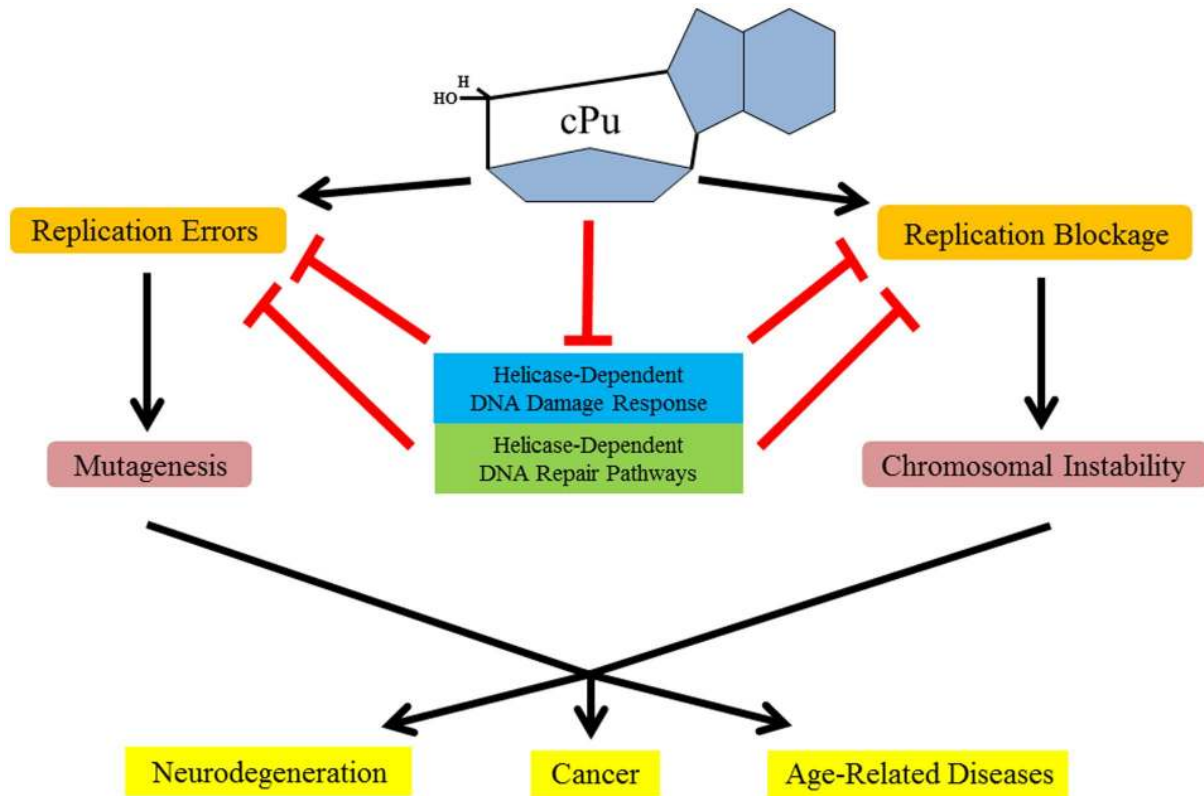 H
HO
cPu
Replication Errors
Replication Blockage
Helicase-Dependent
DNA Damage Response
Helicase-Dependent
DNA Repair Pathways
Mutagenesis
Chromosomal Instability
Neurodegeneration
Cancer
Age-Related Diseases